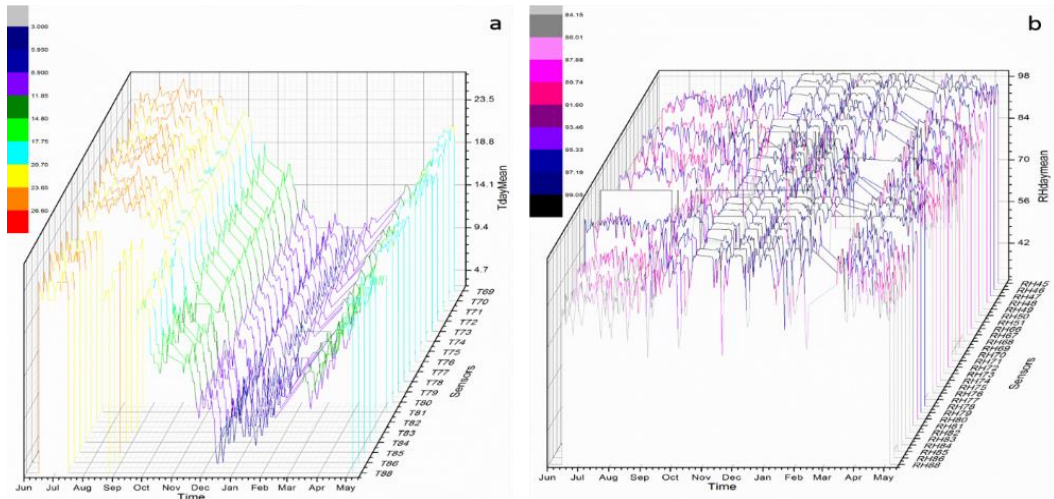 a
3.000
5.950
8.900
11.85
14.80
17.75
20.70
23.65
26.60
23.5
18.8
14.1
9.4
4.7
TdayMean
T69
T70
T71
T72
T73
T74
T75
T76
T77
T78
T79
T80
T81
T82
T83
T84
T85
T86
T88
Sensors
Jun Jul Aug Sep Oct Nov Dec Jan Feb Mar Apr May
Time
b
84.15
86.01
87.88
89.74
91.60
93.46
95.33
97.19
99.05
98
84
70
56
42
RHdaymean
RH45
RH46
RH47
RH48
RH49
RH50
RH51
RH74
RH75
RH76
RH77
RH78
RH79
RH80
RH81
RH82
RH83
RH84
RH85
RH86
RH88
Sensors
Jun Jul Aug Sep Oct Nov Dec Jan Feb Mar Apr May
Time